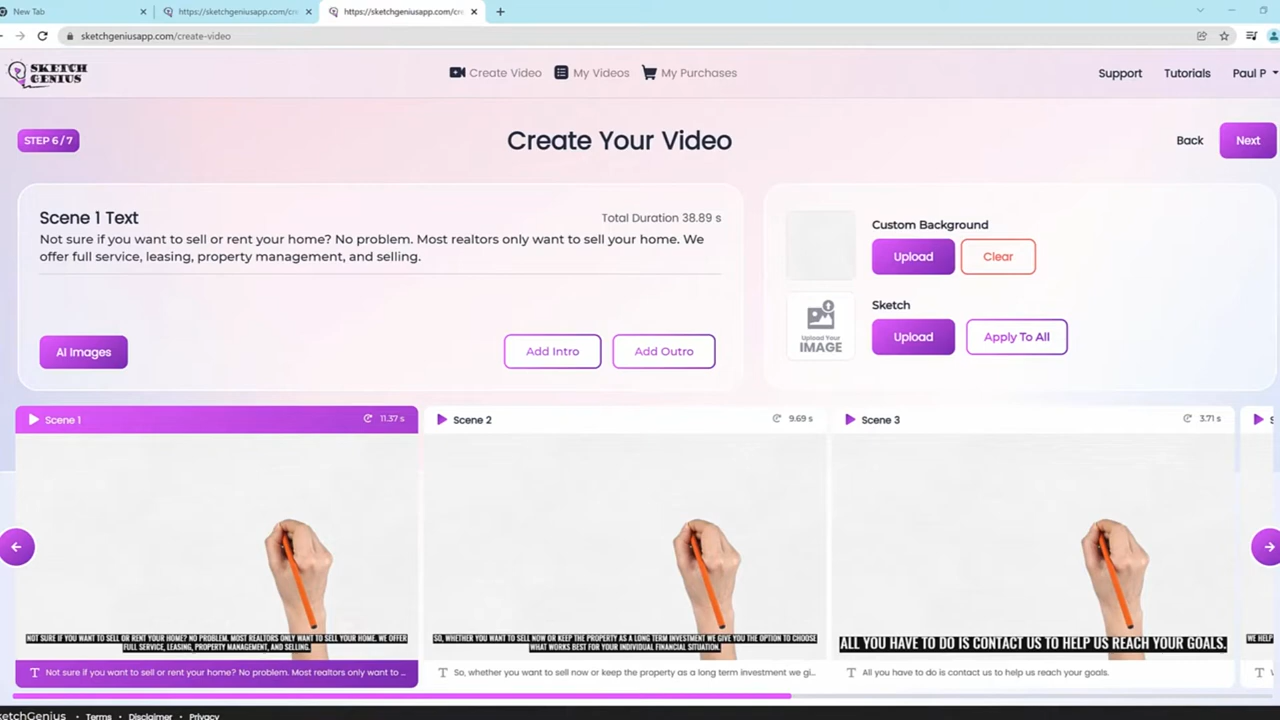 New Tab
https://sketchgeniusapp.com/cre
https://sketchgeniusapp.com/cre
sketchgeniusapp.com/create-video
SKETCH
GENIUS
Create Video
My Videos
My Purchases
Support
Tutorials
Paul P
STEP 6/7
Create Your Video
Back
Next
Scene 1 Text
Total Duration 38.89 s
Not sure if you want to sell or rent your home? No problem. Most realtors only want to sell your home. We
offer full service, leasing, property management, and selling.
AI Images
Add Intro
Add Outro
Custom Background
Upload
Clear
Upload Your
IMAGE
Sketch
Upload
Apply To All
Scene 1
11.37 s
Scene 2
9.69 s
Scene 3
3.71 s
NOT SURE IF YOU WANT TO SELL OR RENT YOUR HOME? NO PROBLEM. MOST REALTORS ONLY WANT TO SELL YOUR HOME. WE OFFER
FULL SERVICE, LEASING, PROPERTY MANAGEMENT, AND SELLING.
SO, WHETHER YOU WANT TO SELL NOW OR KEEP THE PROPERTY AS A LONG TERM INVESTMENT WE GIVE YOU THE OPTION TO CHOOSE
WHAT WORKS BEST FOR YOUR INDIVIDUAL FINANCIAL SITUATION.
ALL YOU HAVE TO DO IS CONTACT US TO HELP US REACH YOUR GOALS.
WE HELP
Not sure if you want to sell or rent your home? No problem. Most realtors only want to ...
So, whether you want to sell now or keep the property as a long term investment we gi...
All you have to do is contact us to help us reach your goals.
ketchGenius • Terms • Disclaimer • Privacy